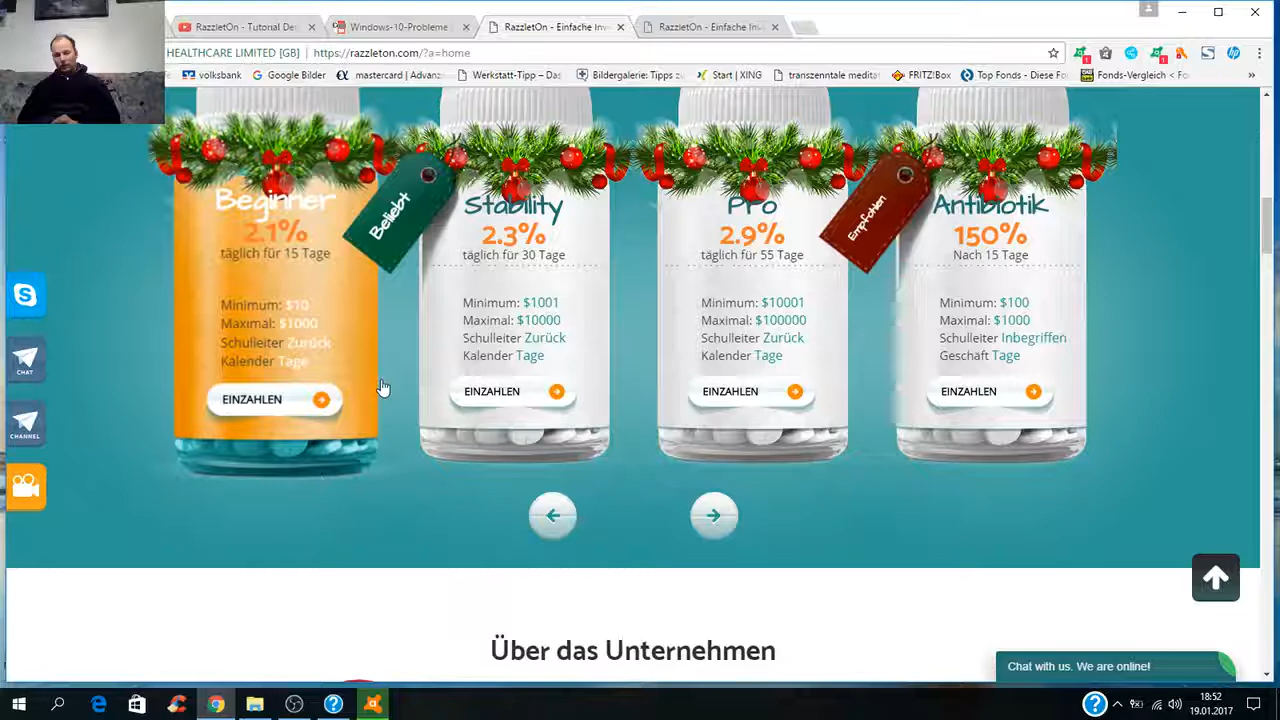 RazzletOn - Tutorial De
Windows-10-Probleme
RazzletOn - Einfache Inv
RazzletOn - Einfache Inv
HEALTHCARE LIMITED [GB]
https://razzleton.com/?a=home
volksbank
Google Bilder
mastercard | Advanz
Werkstatt-Tipp – Das
Bildergalerie: Tipps zu
Start | XING
transzentale meditat
FRITZ!Box
Top Fonds - Diese Fo
Fonds-Vergleich < Fo
»
Beginner
2.1%
täglich für 15 Tage
Minimum: $10
Maximal: $1000
Schulleiter Zurück
Kalender Tage
EINZAHLEN
Beliebt
Stability
2.3%
täglich für 30 Tage
Minimum: $1001
Maximal: $10000
Schulleiter Zurück
Kalender Tage
EINZAHLEN
Pro
2.9%
täglich für 55 Tage
Minimum: $10001
Maximal: $100000
Schulleiter Zurück
Kalender Tage
EINZAHLEN
Empfohlen
Antibiotik
150%
Nach 15 Tage
Minimum: $100
Maximal: $1000
Schulleiter Inbegriffen
Geschäft Tage
EINZAHLEN
CHAT
CHANNEL
Über das Unternehmen
Chat with us. We are online!
18:52
19.01.2017